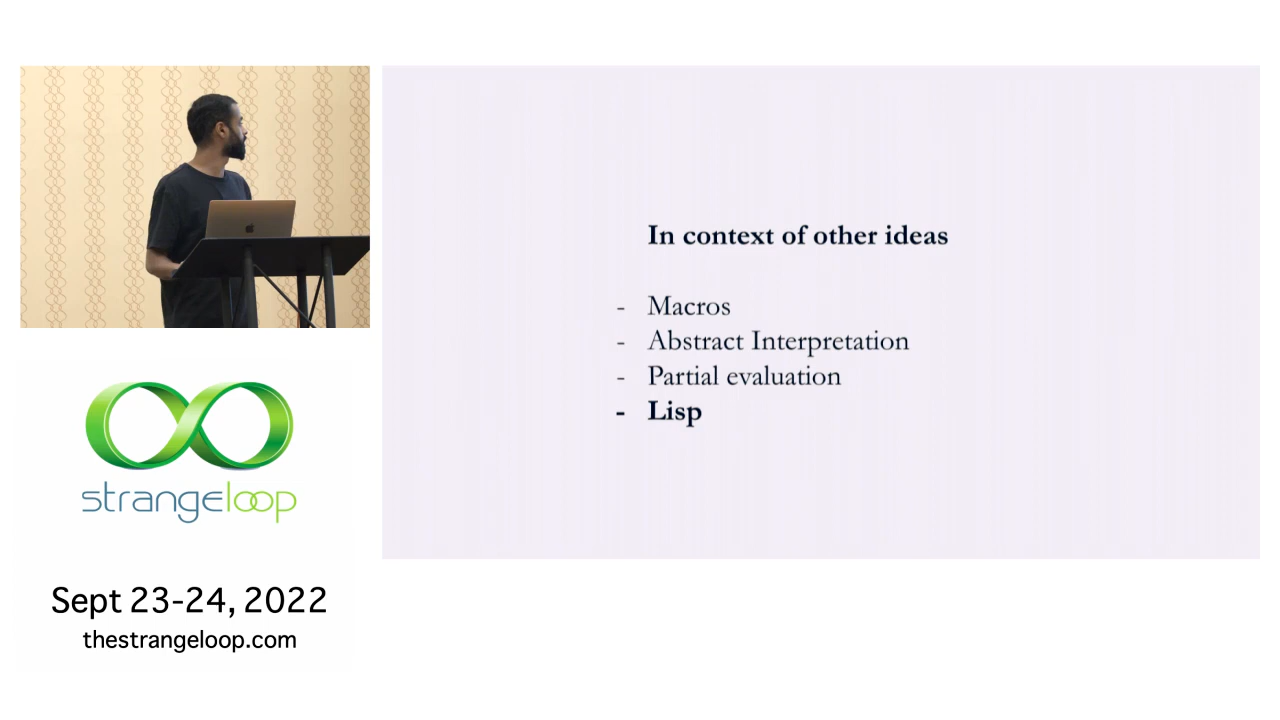 In context of other ideas
- Macros
- Abstract Interpretation
- Partial evaluation
- Lisp
strangeloop
Sept 23-24, 2022
thestrangeloop.com